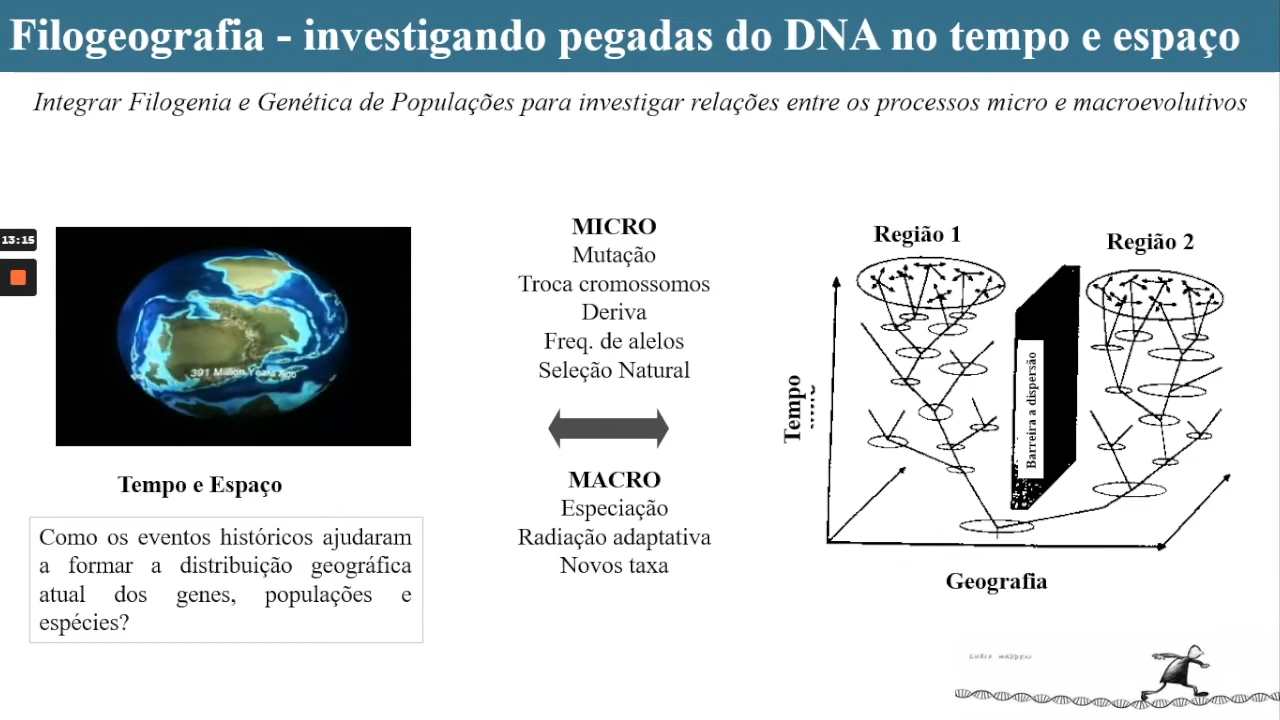 Filogeografia - investigando pegadas do DNA no tempo e espaço
Integrar Filogenia e Genética de Populações para investigar relações entre os processos micro e macroevolutivos
13:15
391 Million Years Ago
Tempo e Espaço
Como os eventos históricos ajudaram
a formar a distribuição geográfica
atual dos genes, populações e
espécies?
MICRO
Mutação
Troca cromossomos
Deriva
Freq. de alelos
Seleção Natural
MACRO
Especiação
Radiação adaptativa
Novos taxa
Região 1
Região 2
Tempo
Barreira a dispersão
Geografia
CHRIS MADDEN